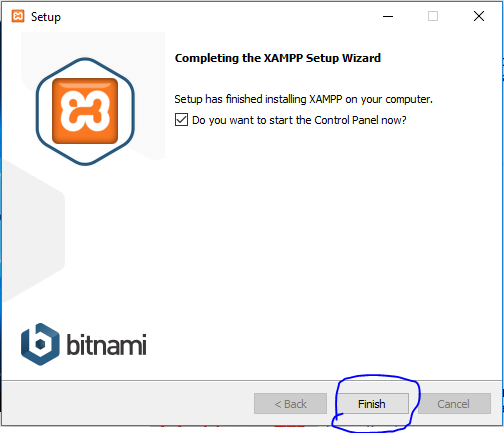 Setup
Completing the XAMPP Setup Wizard
Setup has finished installing XAMPP on your computer.
Do you want to start the Control Panel now?
bitnami
< Back
Finish
Cancel